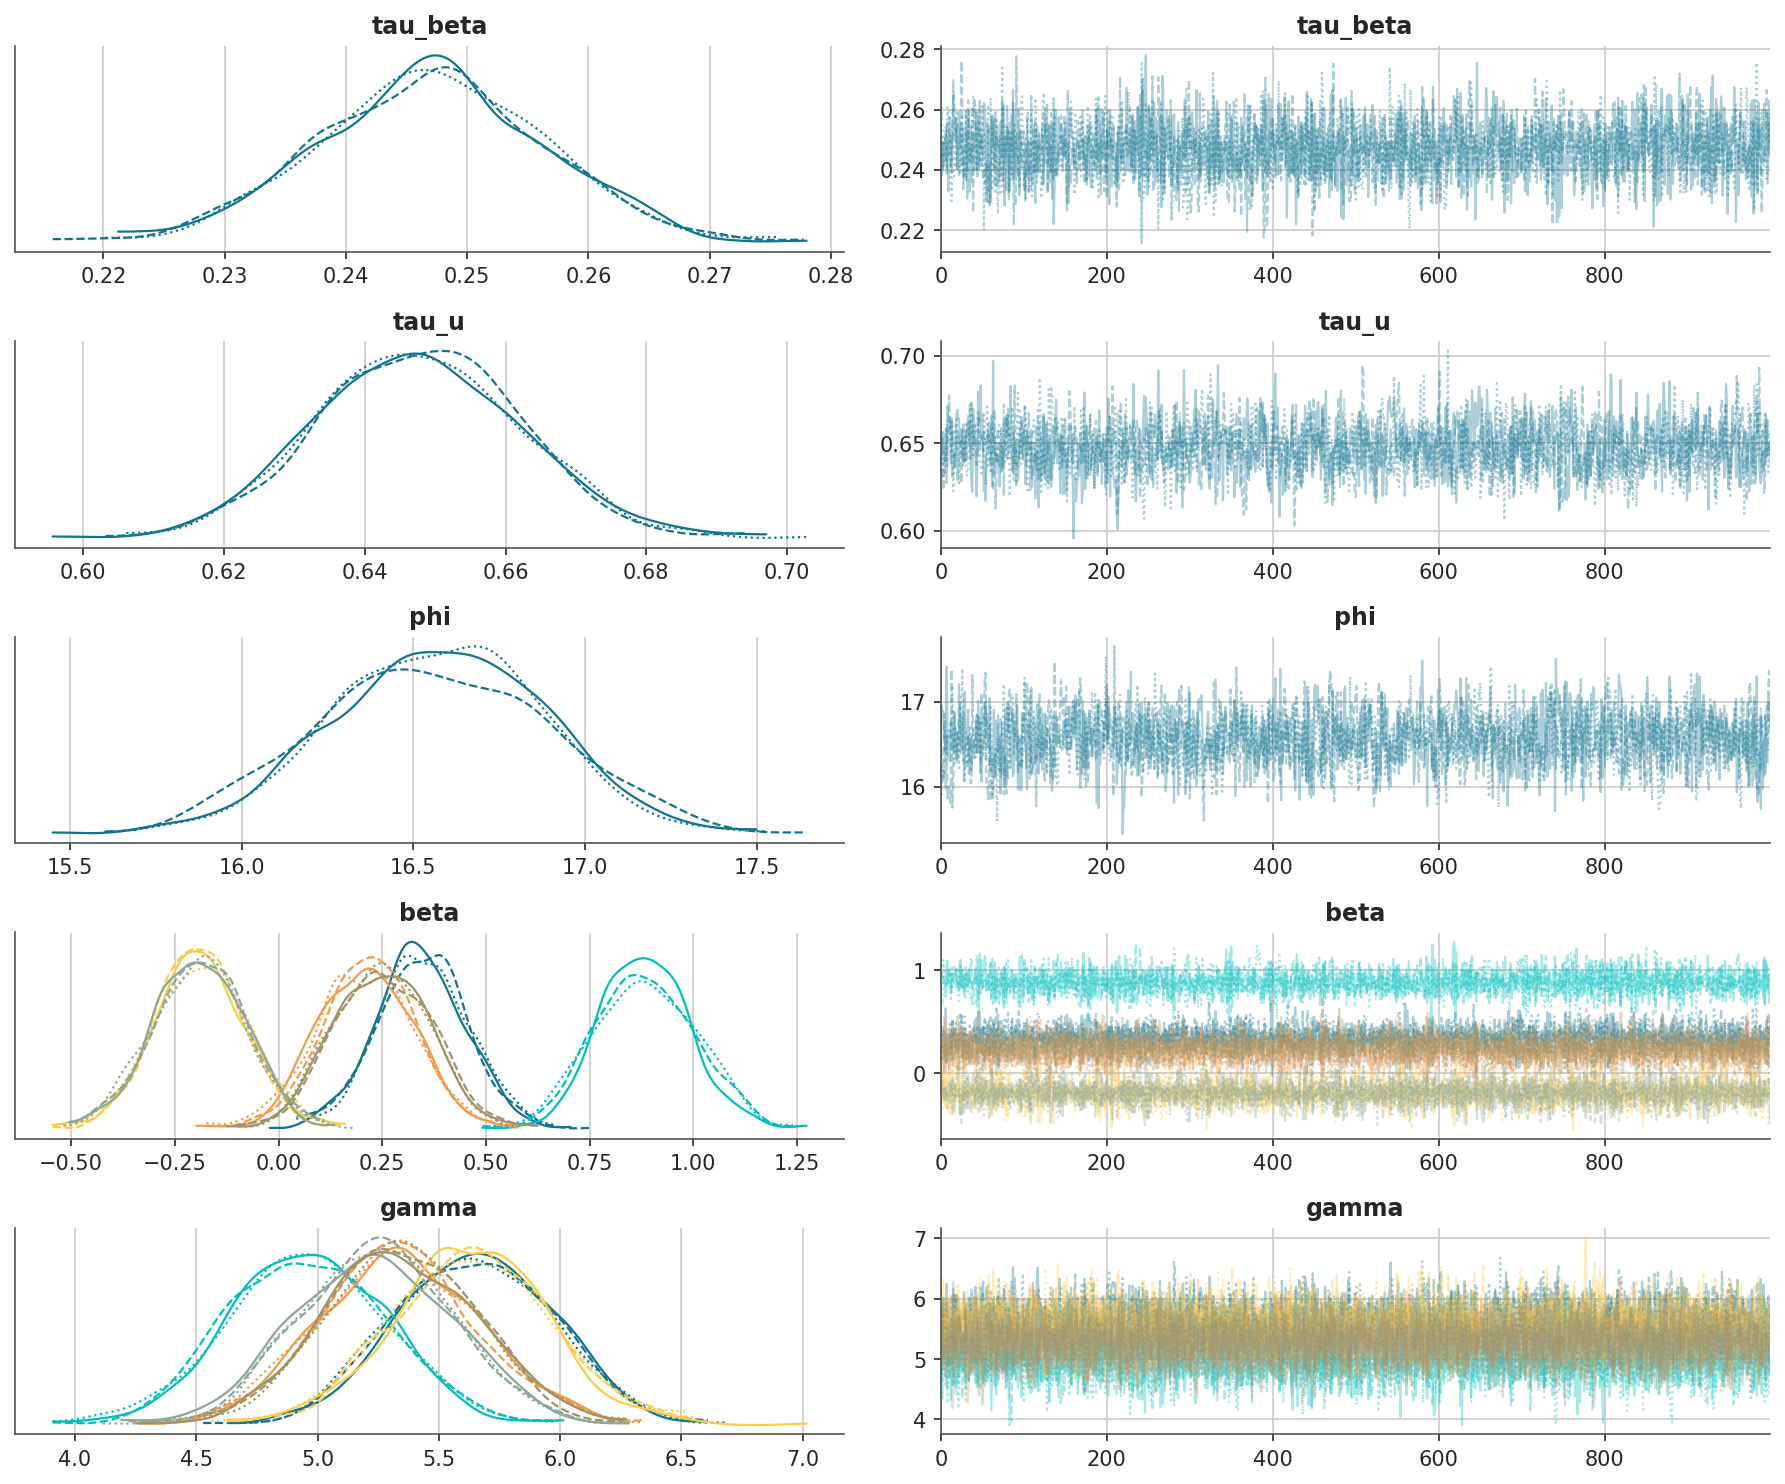 tau_beta
tau_beta
0.28
0.26
0.24
0.22
0.22 0.23 0.24 0.25 0.26 0.27 0.28
0 200 400 600 800
tau_u
tau_u
0.70
0.65
0.60
0.60 0.62 0.64 0.66 0.68 0.70
0 200 400 600 800
phi
phi
17
16
15.5 16.0 16.5 17.0 17.5
0 200 400 600 800
beta
beta
1
0
−0.50 −0.25 0.00 0.25 0.50 0.75 1.00 1.25
0 200 400 600 800
gamma
gamma
7
6
5
4
4.0 4.5 5.0 5.5 6.0 6.5 7.0
0 200 400 600 800